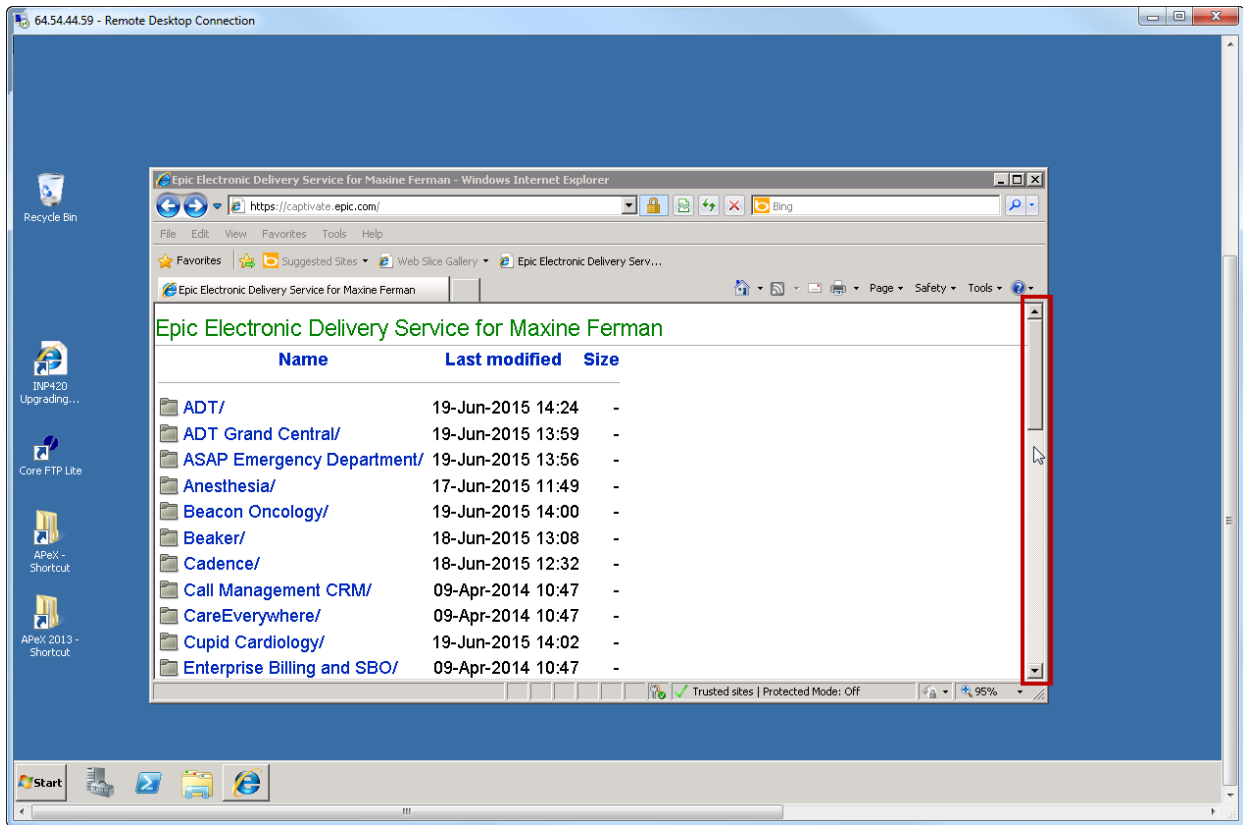 64.54.44.59 - Remote Desktop Connection
Recycle Bin
INP420
Upgrading...
Core FTP Lite
APeX -
Shortcut
APeX 2013 -
Shortcut
Epic Electronic Delivery Service for Maxine Ferman - Windows Internet Explorer
https://captivate.epic.com/
Bing
File Edit View Favorites Tools Help
Favorites Suggested Sites Web Slice Gallery Epic Electronic Delivery Serv...
Epic Electronic Delivery Service for Maxine Ferman
Page Safety Tools
Epic Electronic Delivery Service for Maxine Ferman
Name Last modified Size
ADT/ 19-Jun-2015 14:24 -
ADT Grand Central/ 19-Jun-2015 13:59 -
ASAP Emergency Department/ 19-Jun-2015 13:56 -
Anesthesia/ 17-Jun-2015 11:49 -
Beacon Oncology/ 19-Jun-2015 14:00 -
Beaker/ 18-Jun-2015 13:08 -
Cadence/ 18-Jun-2015 12:32 -
Call Management CRM/ 09-Apr-2014 10:47 -
CareEverywhere/ 09-Apr-2014 10:47 -
Cupid Cardiology/ 19-Jun-2015 14:02 -
Enterprise Billing and SBO/ 09-Apr-2014 10:47 -
Trusted sites | Protected Mode: Off 95%
Start